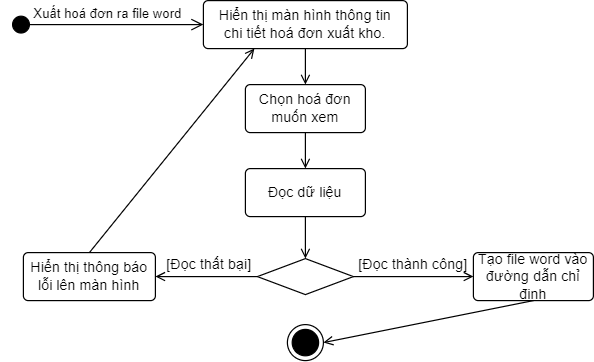 Xuất hoá đơn ra file word
Hiển thị màn hình thông tin
chi tiết hoá đơn xuất kho.
Chọn hoá đơn
muốn xem
Đọc dữ liệu
[Đọc thất bại]
[Đọc thành công]
Hiển thị thông báo
lỗi lên màn hình
Tạo file word vào
đường dẫn chỉ
định